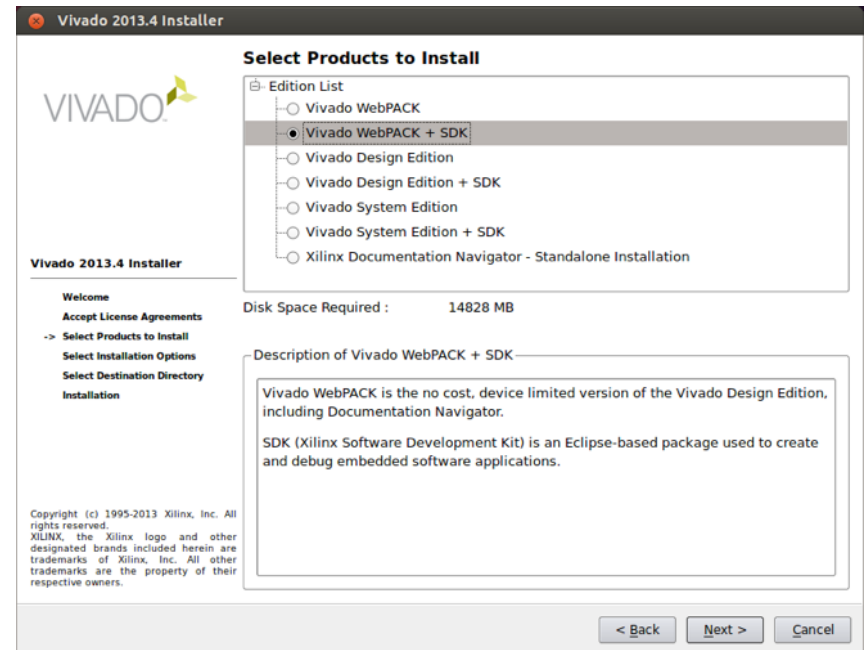 Vivado 2013.4 Installer
VIVADO
Select Products to Install
Edition List
Vivado WebPACK
Vivado WebPACK + SDK
Vivado Design Edition
Vivado Design Edition + SDK
Vivado System Edition
Vivado System Edition + SDK
Xilinx Documentation Navigator - Standalone Installation
Vivado 2013.4 Installer
Welcome
Accept License Agreements
-> Select Products to Install
Select Installation Options
Select Destination Directory
Installation
Disk Space Required : 14828 MB
Description of Vivado WebPACK + SDK
Vivado WebPACK is the no cost, device limited version of the Vivado Design Edition,
including Documentation Navigator.
SDK (Xilinx Software Development Kit) is an Eclipse-based package used to create
and debug embedded software applications.
Copyright (c) 1995-2013 Xilinx, Inc. All
rights reserved.
XILINX, the Xilinx logo and other
designated brands included herein are
trademarks of Xilinx, Inc. All other
trademarks are the property of their
respective owners.
< Back
Next >
Cancel